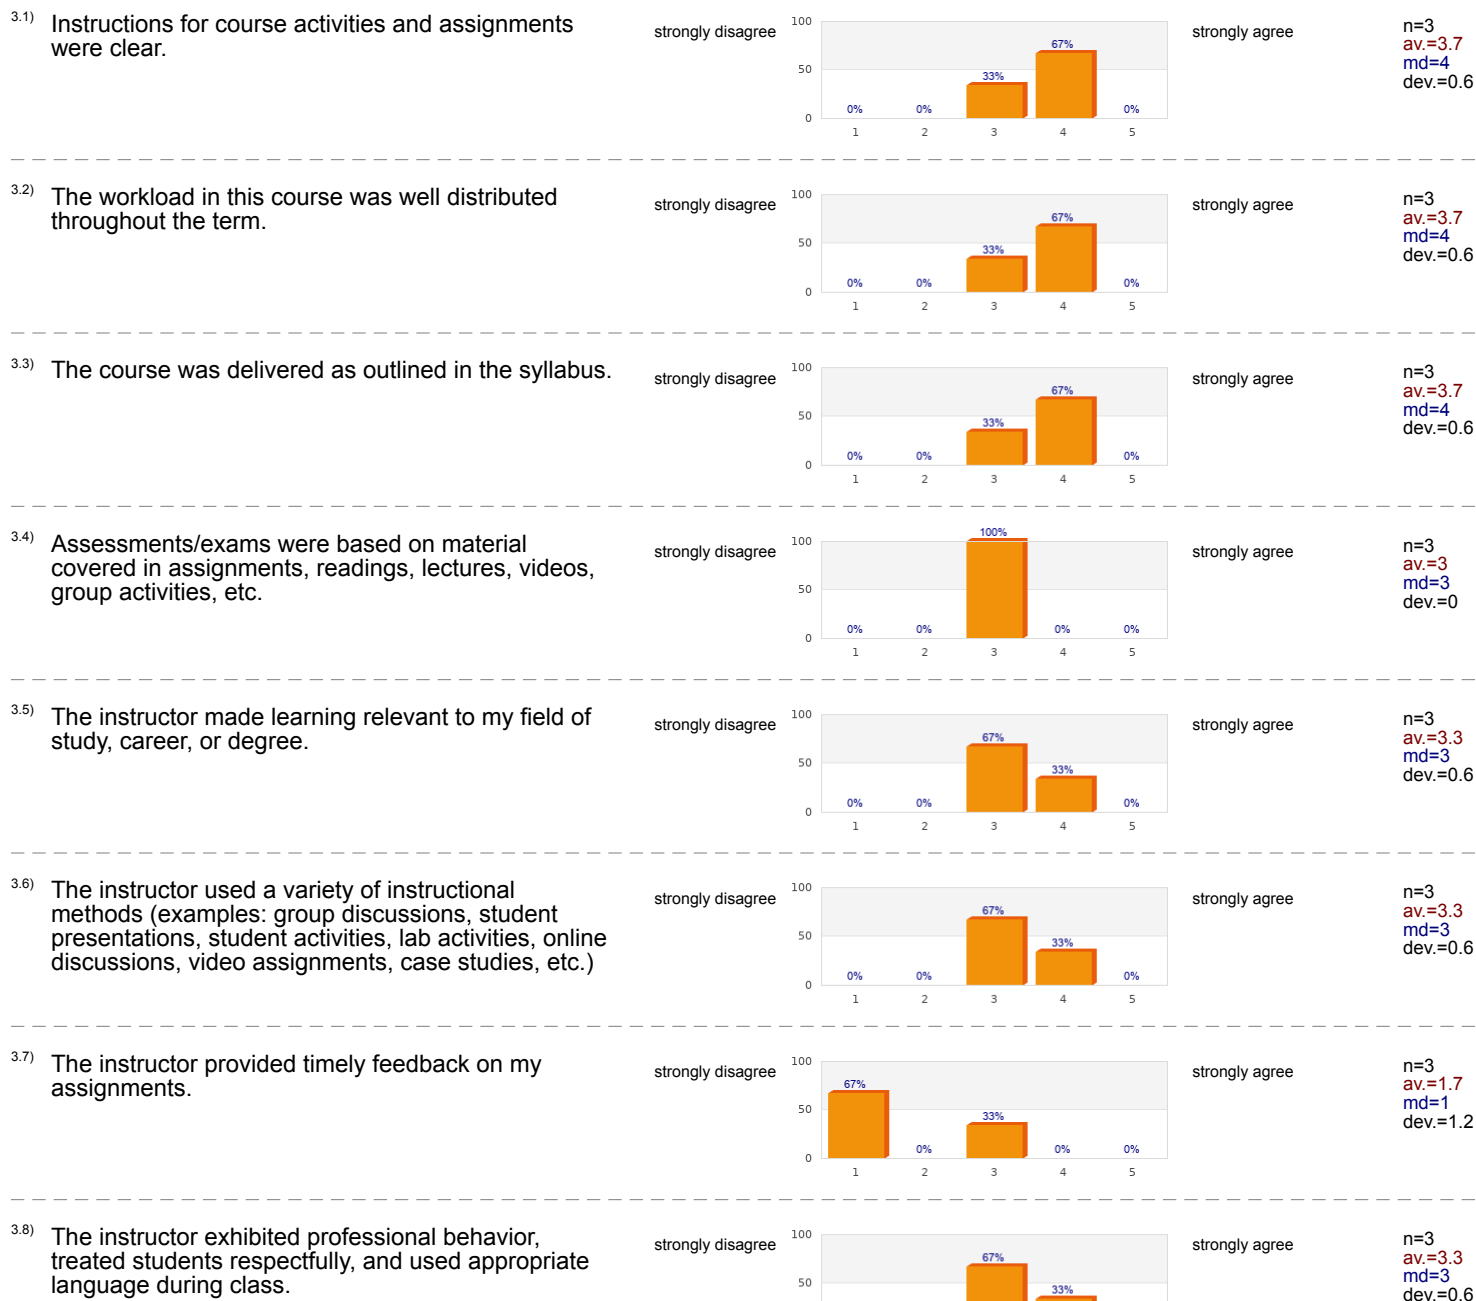 3.1) Instructions for course activities and assignments
were clear.
strongly disagree
100
50
0
0%
0%
33%
67%
0%
1 2 3 4 5
strongly agree
n=3
av.=3.7
md=4
dev.=0.6
3.2) The workload in this course was well distributed
throughout the term.
strongly disagree
100
50
0
0%
0%
33%
67%
0%
1 2 3 4 5
strongly agree
n=3
av.=3.7
md=4
dev.=0.6
3.3) The course was delivered as outlined in the syllabus.
strongly disagree
100
50
0
0%
0%
33%
67%
0%
1 2 3 4 5
strongly agree
n=3
av.=3.7
md=4
dev.=0.6
3.4) Assessments/exams were based on material
covered in assignments, readings, lectures, videos,
group activities, etc.
strongly disagree
100
50
0
0%
0%
100%
0%
0%
1 2 3 4 5
strongly agree
n=3
av.=3
md=3
dev.=0
3.5) The instructor made learning relevant to my field of
study, career, or degree.
strongly disagree
100
50
0
0%
0%
67%
33%
0%
1 2 3 4 5
strongly agree
n=3
av.=3.3
md=3
dev.=0.6
3.6) The instructor used a variety of instructional
methods (examples: group discussions, student
presentations, student activities, lab activities, online
discussions, video assignments, case studies, etc.)
strongly disagree
100
50
0
0%
0%
67%
33%
0%
1 2 3 4 5
strongly agree
n=3
av.=3.3
md=3
dev.=0.6
3.7) The instructor provided timely feedback on my
assignments.
strongly disagree
100
50
0
67%
0%
33%
0%
0%
1 2 3 4 5
strongly agree
n=3
av.=1.7
md=1
dev.=1.2
3.8) The instructor exhibited professional behavior,
treated students respectfully, and used appropriate
language during class.
strongly disagree
100
50
67%
33%
strongly agree
n=3
av.=3.3
md=3
dev.=0.6